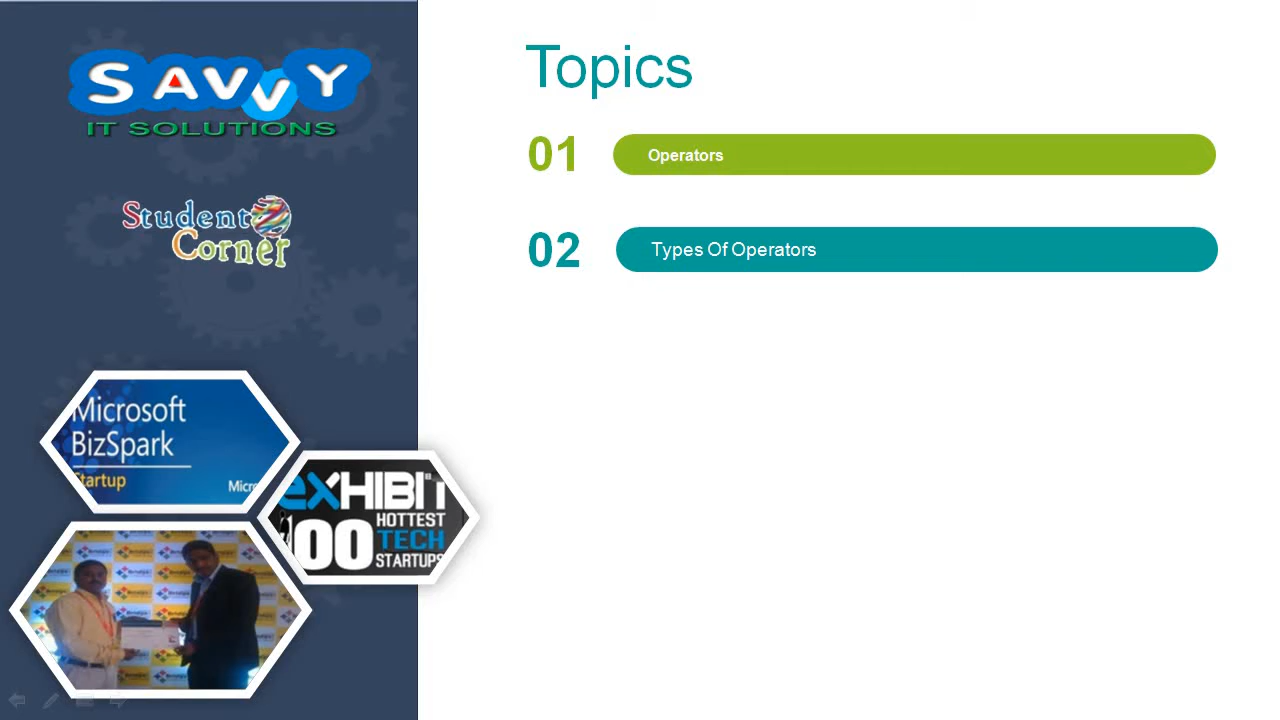 SAVVY
IT SOLUTIONS
Student
Corner
Topics
01
Operators
02
Types Of Operators
Microsoft
BizSpark
Startup
Micr
eXHIBIT
100
HOTTEST
TECH
STARTUPS